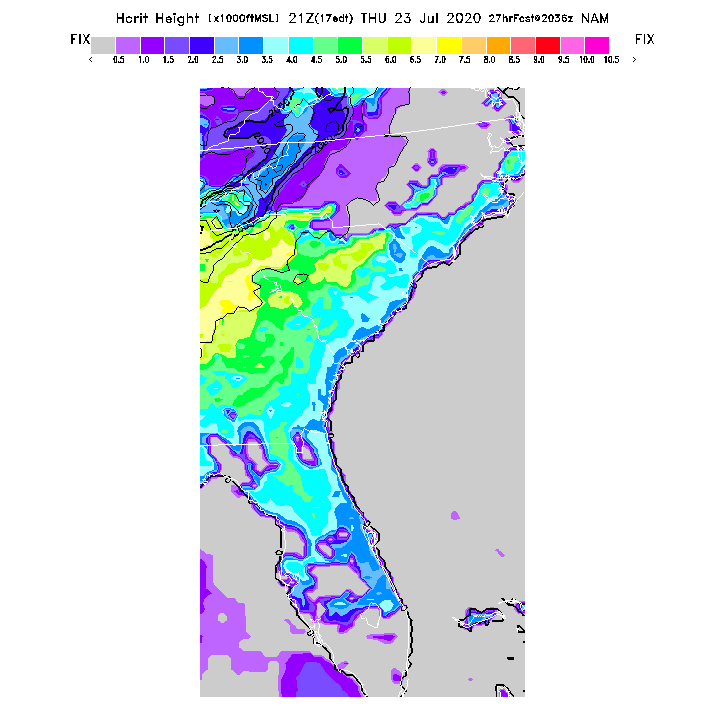 Hcrit Height [x1000ftMSL] 21Z(17edt) THU 23 Jul 2020 27hrFcst@2036z NAM
FIX FIX
< 0.5 1.0 1.5 2.0 2.5 3.0 3.5 4.0 4.5 5.0 5.5 6.0 6.5 7.0 7.5 8.0 8.5 9.0 9.5 10.0 10.5 >